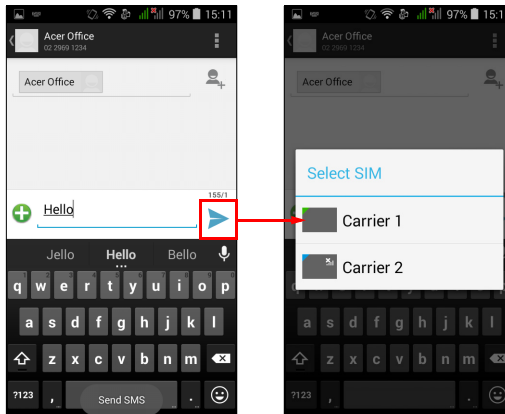 97% 15:11
Acer Office
02 2969 1234
Acer Office
155/1
Hello
Jello Hello Bello
q w e r t y u i o p
a s d f g h j k l
z x c v b n m
?123 , Send SMS .
97% 15:1
Acer Office
02 2969 1234
Acer Office
Select SIM
Carrier 1
Carrier 2
a s d f g h j k l
z x c v b n m
?123 , .